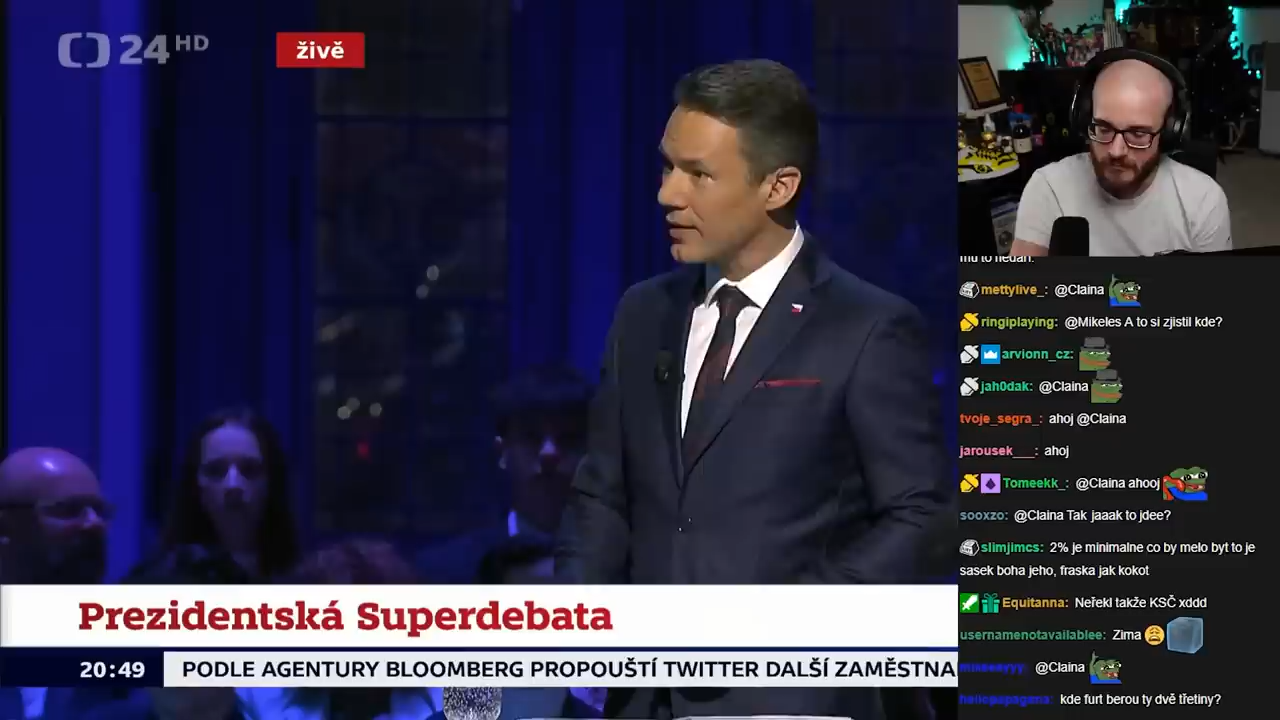 24 HD
živě
Prezidentská Superdebata
20:49
PODLE AGENTURY BLOOMBERG PROPOUŠTÍ TWITTER DALŠÍ ZAMĚSTNA
mu to nedaří.
mettylive_: @Claina
ringiplaying: @Mikeles A to si zjistil kde?
arvionn_cz:
jah0dak: @Claina
tvoje_segra_: ahoj @Claina
jarousek___: ahoj
Tomeekk_: @Claina ahooj
sooxzo: @Claina Tak jaaak to jdee?
slimjimcs: 2% je minimalne co by melo byt to je
sasek boha jeho, fraska jak kokot
Equitanna: Neřekl takže KSČ xddd
usernamenotavailablee: Zima
@Claina
kde furt berou ty dvě třetiny?